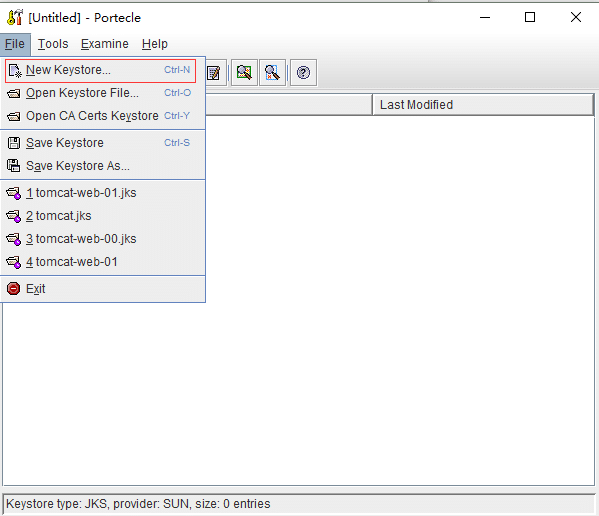 [Untitled] - Portecle
File Tools Examine Help
New Keystore... Ctrl-N
Open Keystore File... Ctrl-O
Open CA Certs Keystore Ctrl-Y
Save Keystore Ctrl-S
Save Keystore As...
1 tomcat-web-01.jks
2 tomcat.jks
3 tomcat-web-00.jks
4 tomcat-web-01
Exit
Last Modified
Keystore type: JKS, provider: SUN, size: 0 entries